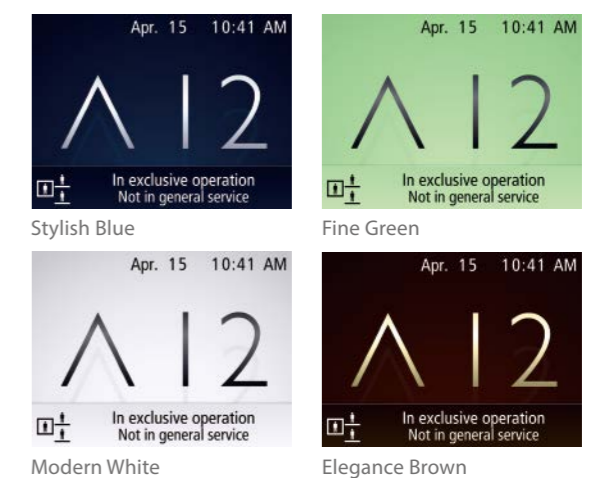 Apr. 15 10:41 AM
12
In exclusive operation
Not in general service
Stylish Blue
Apr. 15 10:41 AM
12
In exclusive operation
Not in general service
Fine Green
Apr. 15 10:41 AM
12
In exclusive operation
Not in general service
Modern White
Apr. 15 10:41 AM
12
In exclusive operation
Not in general service
Elegance Brown